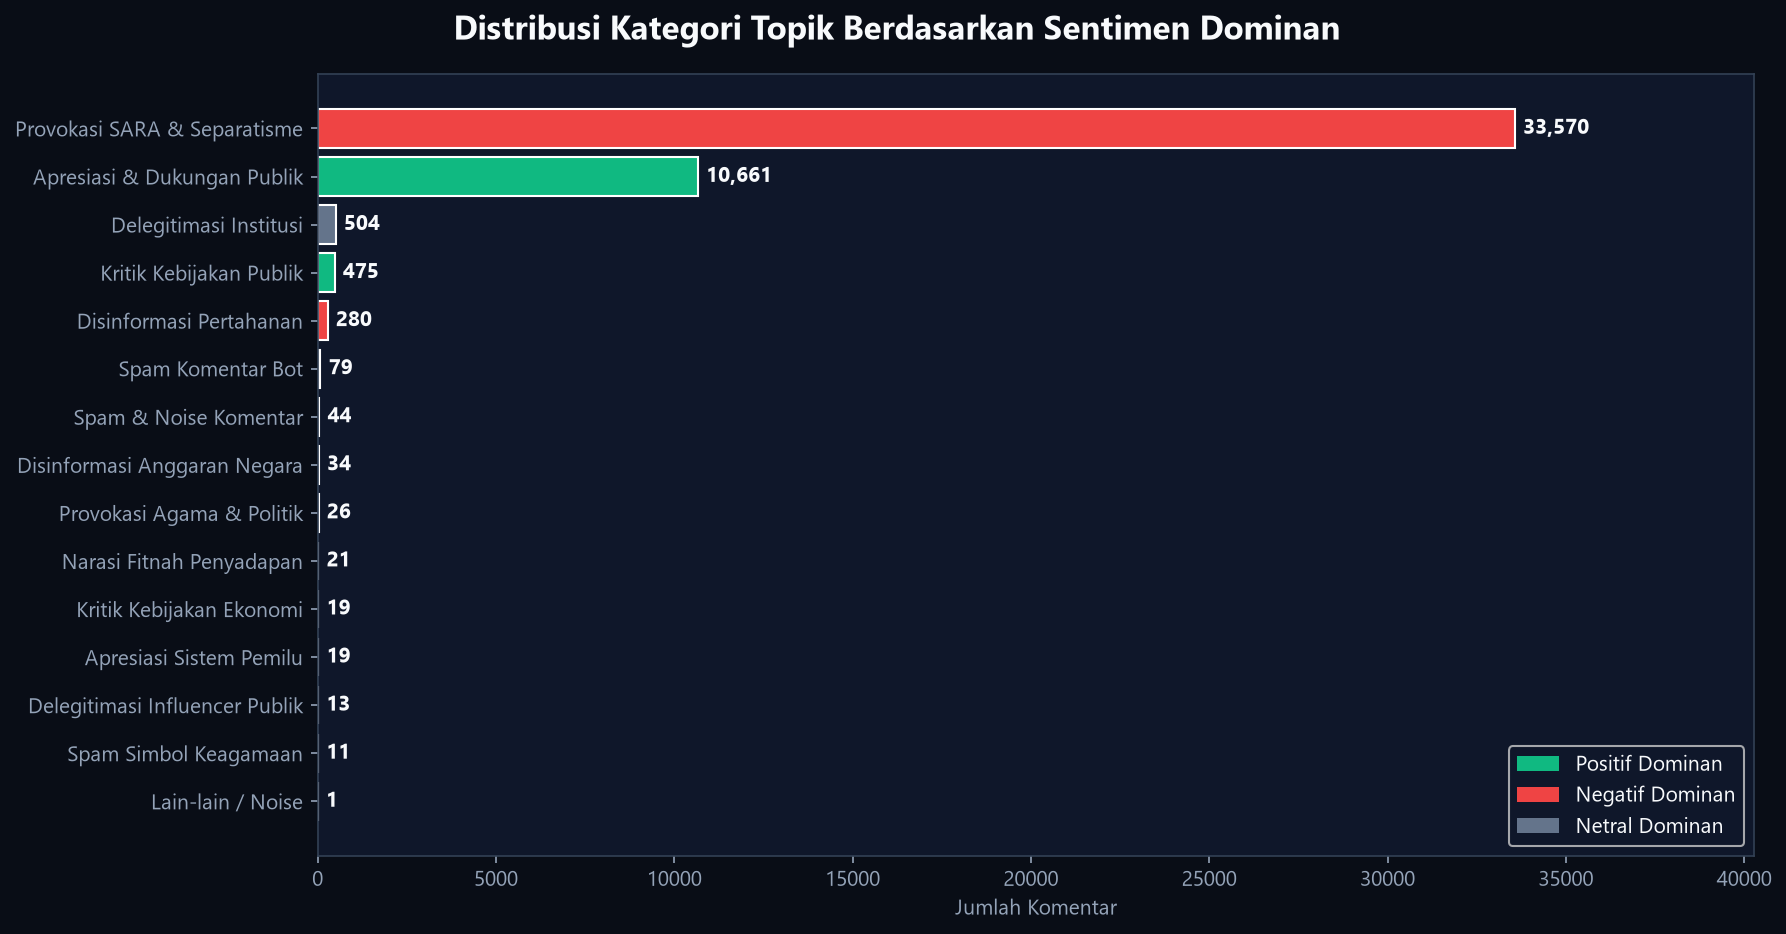 Distribusi Kategori Topik Berdasarkan Sentimen Dominan
Provokasi SARA & Separatisme 33,570
Apresiasi & Dukungan Publik 10,661
Delegitimasi Institusi 504
Kritik Kebijakan Publik 475
Disinformasi Pertahanan 280
Spam Komentar Bot 79
Spam & Noise Komentar 44
Disinformasi Anggaran Negara 34
Provokasi Agama & Politik 26
Narasi Fitnah Penyadapan 21
Kritik Kebijakan Ekonomi 19
Apresiasi Sistem Pemilu 19
Delegitimasi Influencer Publik 13
Spam Simbol Keagamaan 11
Lain-lain / Noise 1
Positif Dominan
Negatif Dominan
Netral Dominan
0 5000 10000 15000 20000 25000 30000 35000 40000
Jumlah Komentar